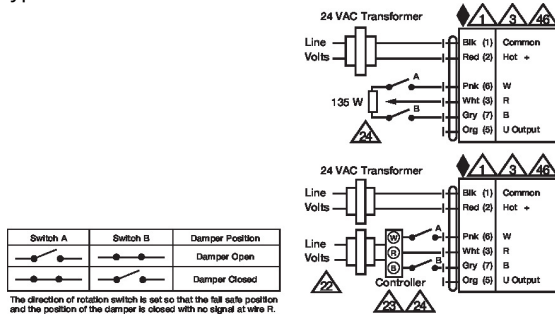 24 VAC Transformer
1 3 46
Line
Volts
Blk (1) Common
Red (2) Hot +
A
Pnk (6) W
135 W
Wht (3) R
B
Gry (7) B
Org (5) U Output
24
24 VAC Transformer
1 3 46
Line
Volts
Blk (1) Common
Red (2) Hot +
Line
Volts
W
A
Pnk (6) W
R
Wht (3) R
B
B
Gry (7) B
Org (5) U Output
22
Controller
23 24
Switch A Switch B Damper Position
Damper Open
Damper Closed
The direction of rotation switch is set so that the fail safe position
and the position of the damper is closed with no signal at wire R.